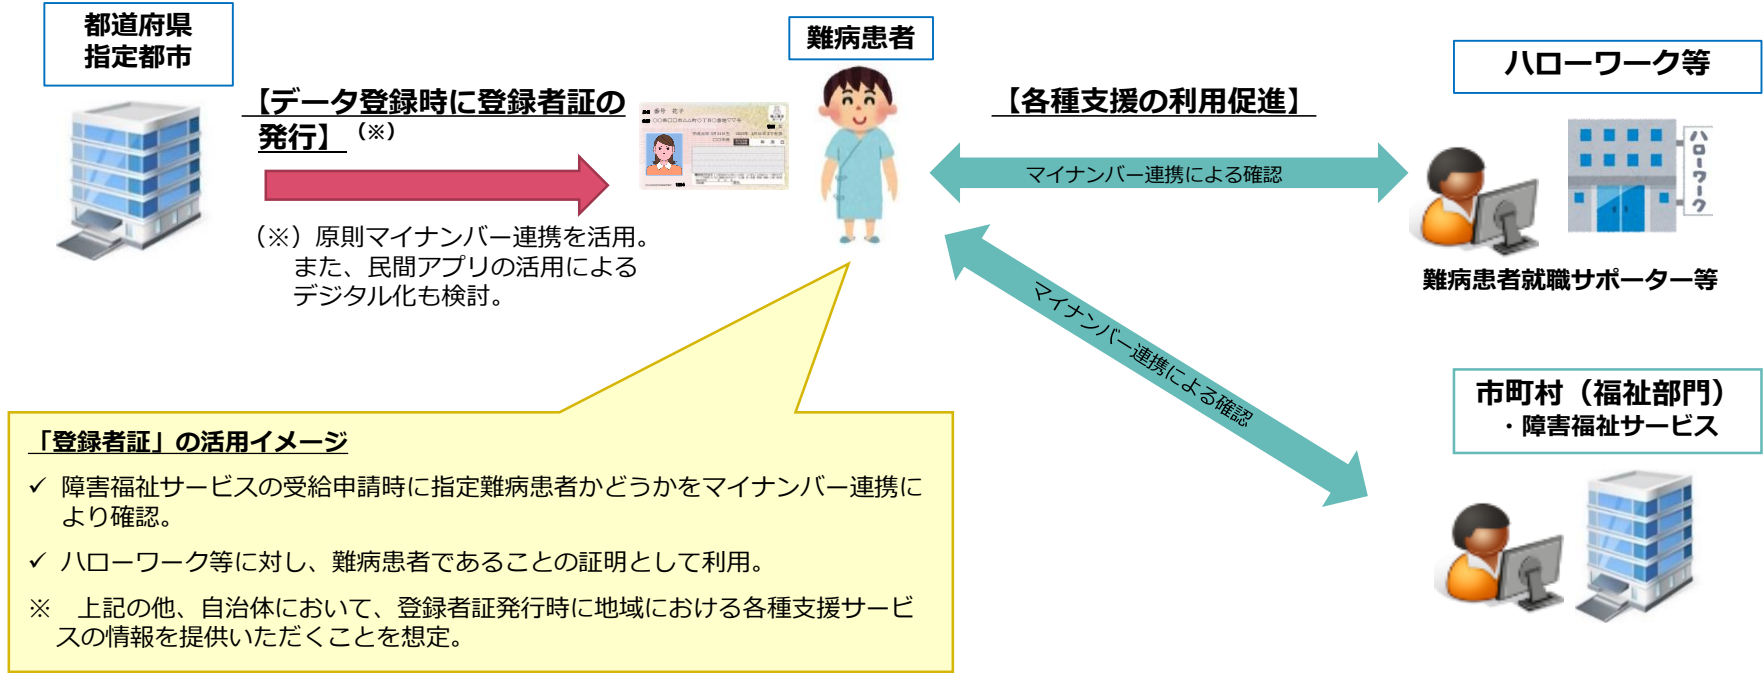 都道府県
指定都市
難病患者
ハローワーク等
【データ登録時に登録者証の
発行】（※）
【各種支援の利用促進】
番号 花子
マイナンバー連携による確認
ハローワーク
（※）原則マイナンバー連携を活用。
また、民間アプリの活用による
デジタル化も検討。
難病患者就職サポーター等
マイナンバー連携による確認
市町村（福祉部門）
・障害福祉サービス
「登録者証」の活用イメージ
✓ 障害福祉サービスの受給申請時に指定難病患者かどうかをマイナンバー連携に
より確認。
✓ ハローワーク等に対し、難病患者であることの証明として利用。
※　上記の他、自治体において、登録者証発行時に地域における各種支援サービ
スの情報を提供いただくことを想定。